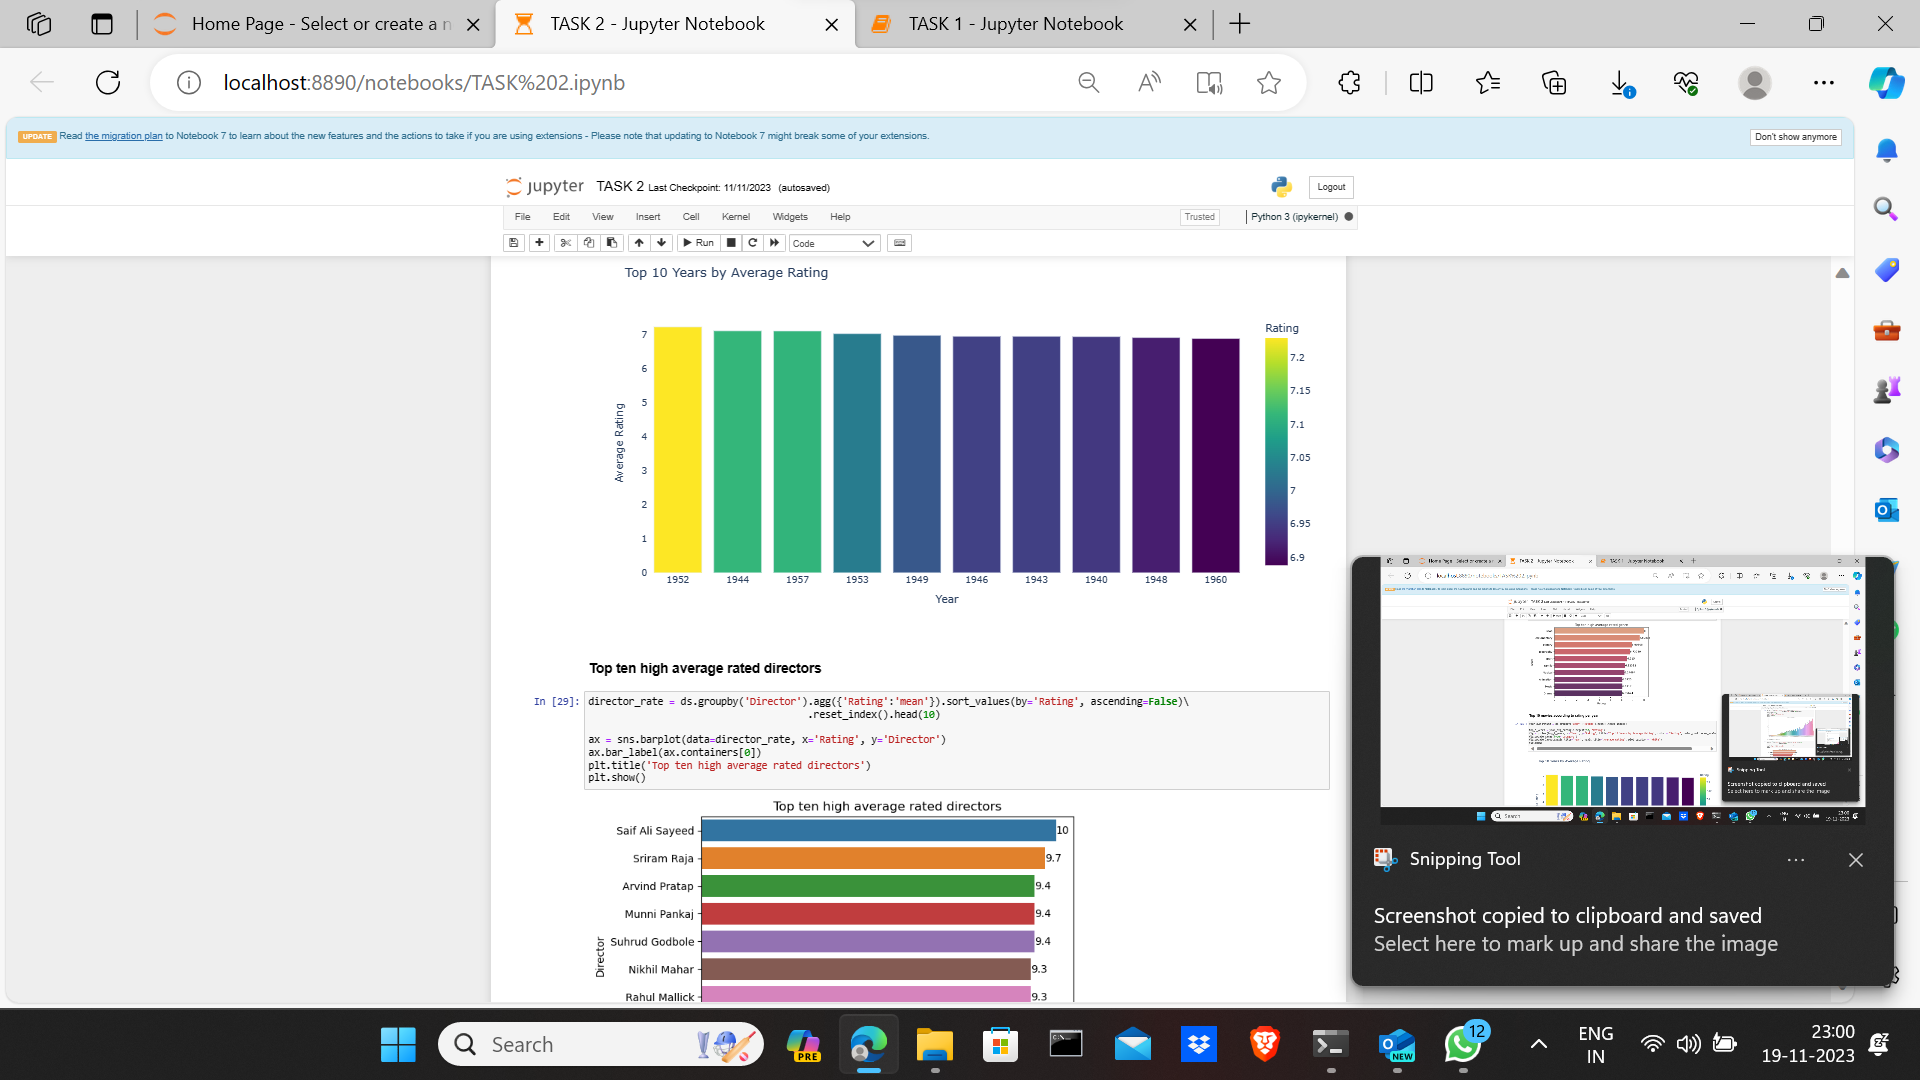 Home Page - Select or create a n
TASK 2 - Jupyter Notebook
TASK 1 - Jupyter Notebook
localhost:8890/notebooks/TASK%202.ipynb
UPDATE Read the migration plan to Notebook 7 to learn about the new features and the actions to take if you are using extensions - Please note that updating to Notebook 7 might break some of your extensions.
Don't show anymore
jupyter TASK 2 Last Checkpoint: 11/11/2023 (autosaved)
Logout
File Edit View Insert Cell Kernel Widgets Help
Trusted
Python 3 (ipykernel)
Run
Code
Top 10 Years by Average Rating
Rating
7.2
7.15
7.1
7.05
7
6.95
6.9
Average Rating
7
6
5
4
3
2
1
0
1952 1944 1957 1953 1949 1946 1943 1940 1948 1960
Year
Top ten high average rated directors
In [29]:
director_rate = ds.groupby('Director').agg({'Rating':'mean'}).sort_values(by='Rating', ascending=False)\
.reset_index().head(10)
ax = sns.barplot(data=director_rate, x='Rating', y='Director')
ax.bar_label(ax.containers[0])
plt.title('Top ten high average rated directors')
plt.show()
Top ten high average rated directors
Director
Saif Ali Sayeed 10
Sriram Raja 9.7
Arvind Pratap 9.4
Munni Pankaj 9.4
Suhrud Godbole 9.4
Nikhil Mahar 9.3
Rahul Mallick 9.3
Snipping Tool
Screenshot copied to clipboard and saved
Select here to mark up and share the image
Search
PRE
NEW
12
ENG
IN
23:00
19-11-2023